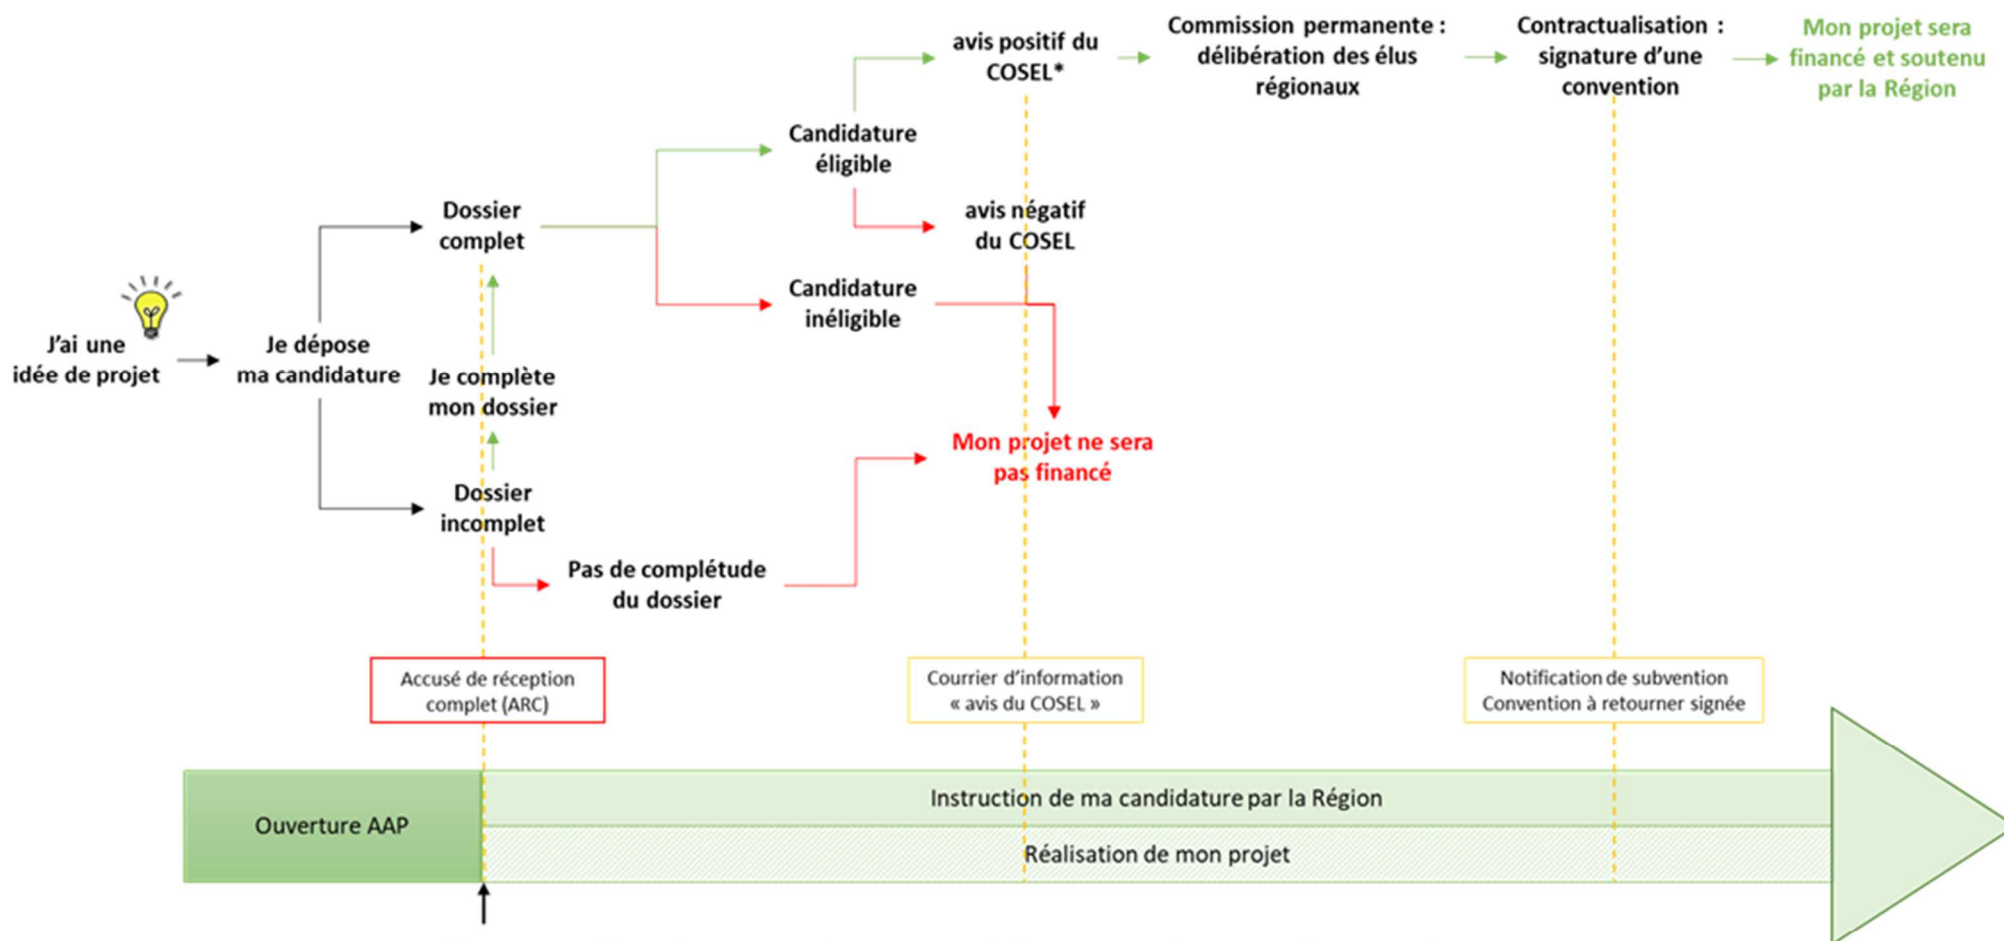 J'ai une
idée de projet
Je dépose
ma candidature
Dossier
complet
Je complète
mon dossier
Dossier
incomplet
Pas de complétude
du dossier
Candidature
éligible
Candidature
inéligible
avis positif du
COSEL*
avis négatif
du COSEL
Mon projet ne sera
pas financé
Commission permanente :
délibération des élus
régionaux
Contractualisation :
signature d'une
convention
Mon projet sera
financé et soutenu
par la Région
Accusé de réception
complet (ARC)
Courrier d'information
« avis du COSEL »
Notification de subvention
Convention à retourner signée
Ouverture AAP
Instruction de ma candidature par la Région
Réalisation de mon projet